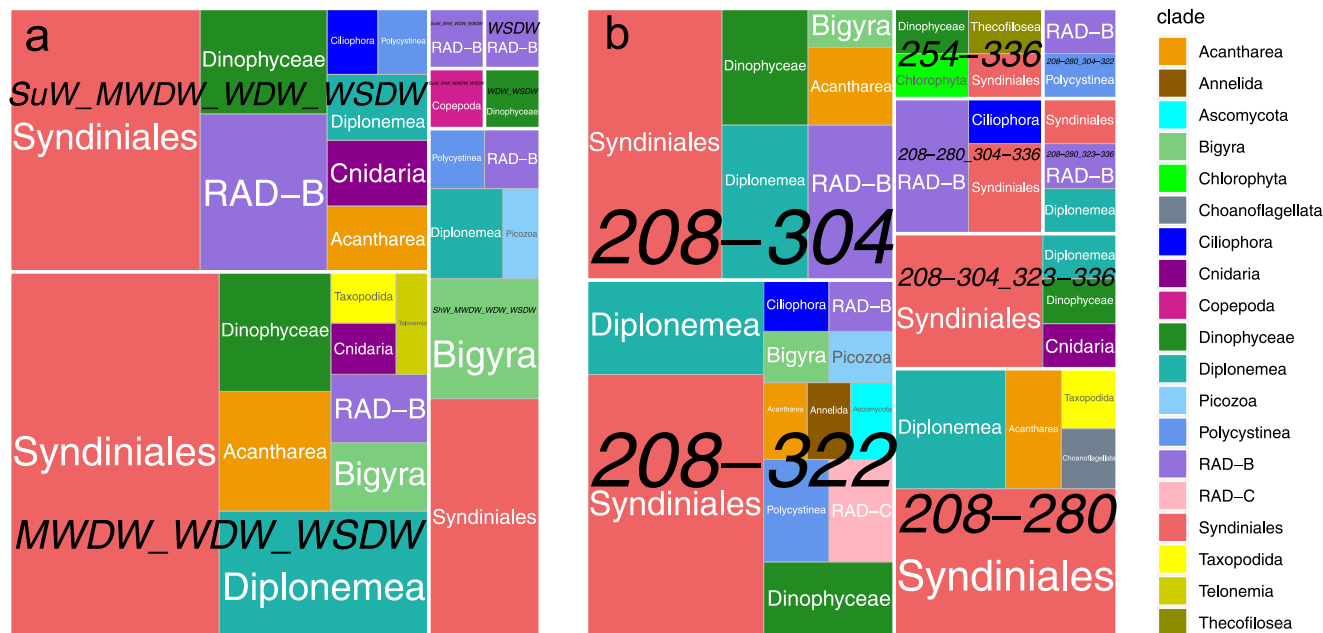 a
Dinophyceae
Ciliophora
Polycystinea
SuW_MWDW_WDW_WSDW
Syndiniales
Diplonemea
RAD–B
Cnidaria
Acantharea
RAD–B
WSDW
RAD–B
Copepoda
WDW_WSDW
Dinophyceae
Polycystinea
RAD–B
Diplonemea
Picozoa
ShW_MWDW_WDW_WSDW
Bigyra
Syndiniales
Dinophyceae
Taxopodida
Telonemia
Cnidaria
Syndiniales
Acantharea
RAD–B
Bigyra
MWDW_WDW_WSDW
Diplonemea
b
Dinophyceae
Bigyra
Acantharea
Syndiniales
Diplonemea
RAD–B
208–304
Dinophyceae
Thecofilosea
254–336
Chlorophyta
Syndiniales
RAD–B
208–280_304–322
Polycystinea
Ciliophora
Syndiniales
208–280_304–336
RAD–B
Syndiniales
208–280_323–336
RAD–B
Diplonemea
Diplonemea
208–304_323–336
Dinophyceae
Syndiniales
Cnidaria
Diplonemea
Ciliophora
RAD–B
Bigyra
Picozoa
Acantharea
Annelida
Ascomycota
208–322
Syndiniales
Polycystinea
RAD–C
Dinophyceae
Diplonemea
Acantharea
Taxopodida
Choanoflagellata
208–280
Syndiniales
clade
Acantharea
Annelida
Ascomycota
Bigyra
Chlorophyta
Choanoflagellata
Ciliophora
Cnidaria
Copepoda
Dinophyceae
Diplonemea
Picozoa
Polycystinea
RAD–B
RAD–C
Syndiniales
Taxopodida
Telonemia
Thecofilosea